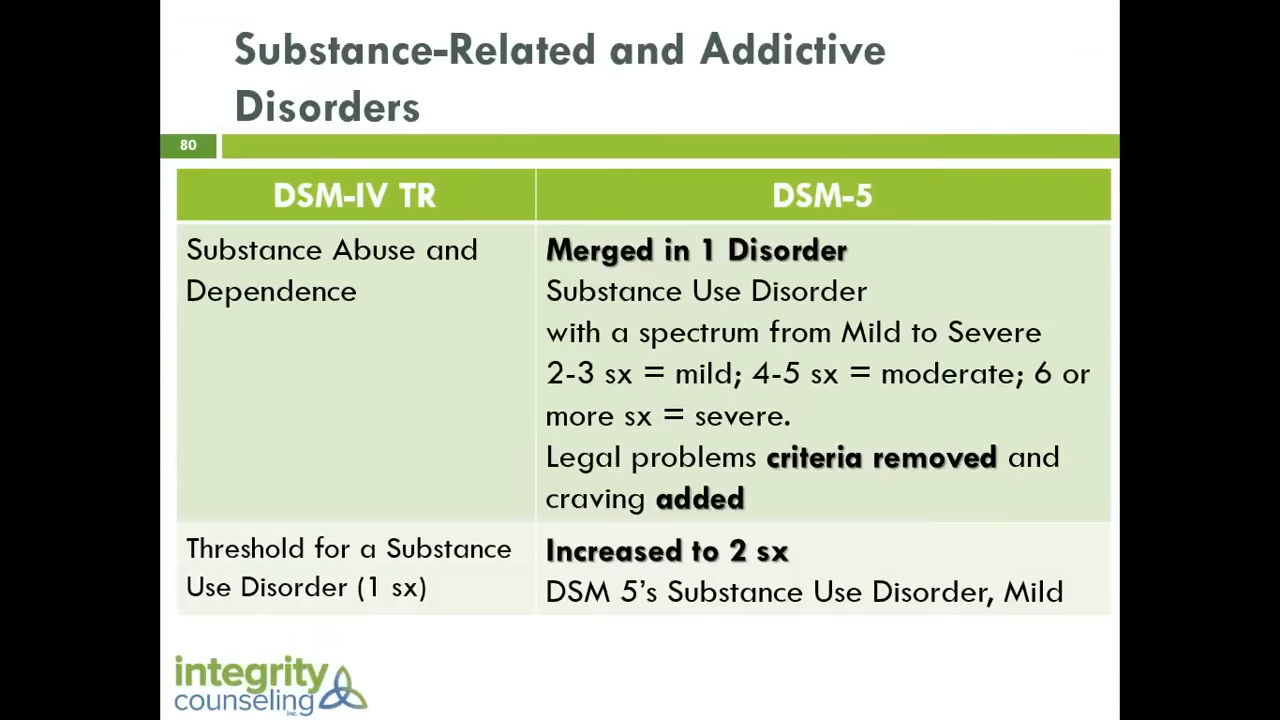 Substance-Related and Addictive
Disorders
80
DSM-IV TR
DSM-5
Substance Abuse and
Dependence
Merged in 1 Disorder
Substance Use Disorder
with a spectrum from Mild to Severe
2-3 sx = mild; 4-5 sx = moderate; 6 or
more sx = severe.
Legal problems criteria removed and
craving added
Threshold for a Substance
Use Disorder (1 sx)
Increased to 2 sx
DSM 5's Substance Use Disorder, Mild
integrity
counseling
inc.